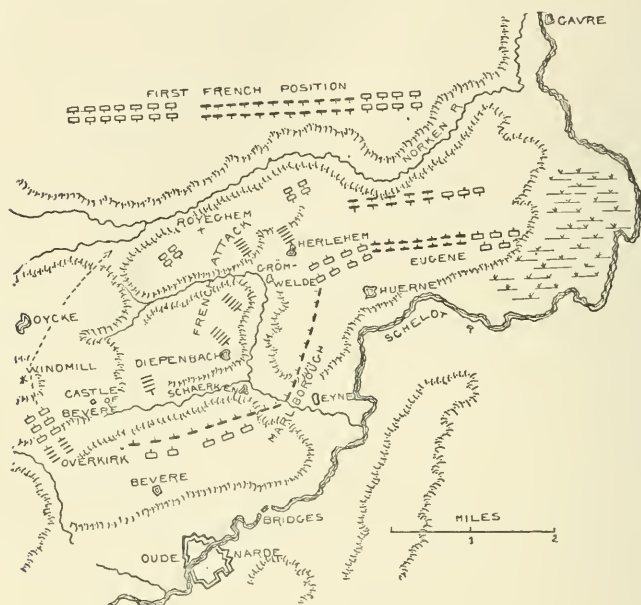 GAVRE
FIRST FRENCH POSITION
NORKEN R
ROYEGHEM
FRENCH ATTACK
HERLEHEM
GRÖM-
WELDE
EUGENE
HUERNE
OYCKE
SCHELDT R
WINDMILL
DIEPENBACH
CASTLE
OF
BEVERE
SCHAERKEN
MARLBOROUGH
EYNE
OVERKIRK
BEVERE
BRIDGES
MILES
1 2
OUDE NARDE